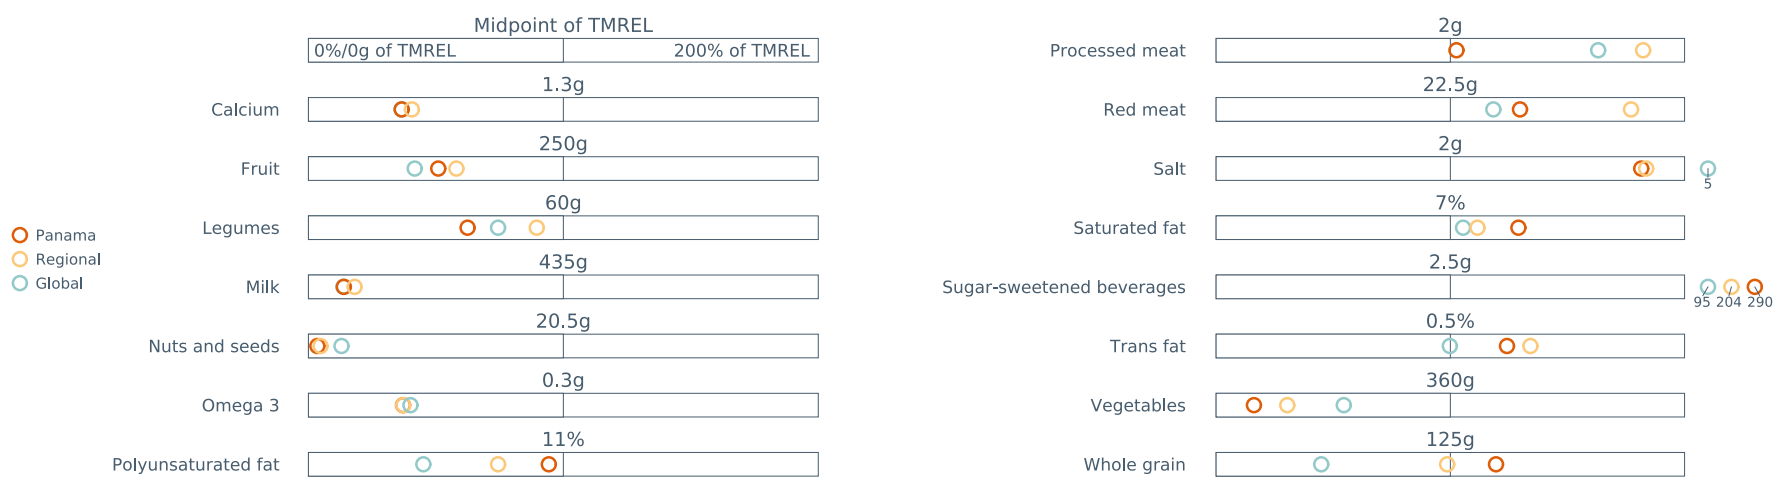 Midpoint of TMREL
0%/0g of TMREL 200% of TMREL
1.3g
Calcium
250g
Fruit
60g
Legumes
435g
Milk
20.5g
Nuts and seeds
0.3g
Omega 3
11%
Polyunsaturated fat
Panama
Regional
Global
2g
Processed meat
22.5g
Red meat
2g
Salt
5
7%
Saturated fat
2.5g
Sugar-sweetened beverages
95 204 290
0.5%
Trans fat
360g
Vegetables
125g
Whole grain